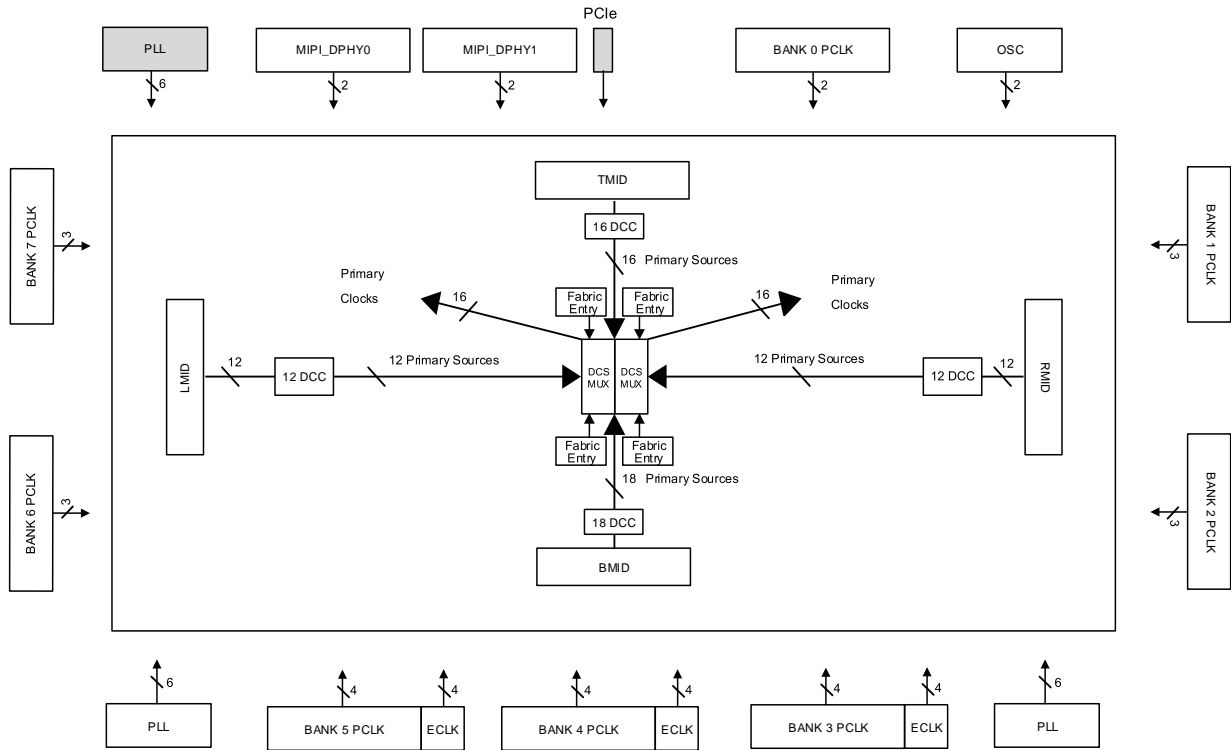 PCIe
PLL
MIPI_DPHY0
MIPI_DPHY1
BANK 0 PCLK
OSC
6
2
2
2
2
TMID
BANK 7 PCLK
3
BANK 1 PCLK
3
16 DCC
16 Primary Sources
Primary
Clocks
16
Fabric
Entry
Fabric
Entry
16
Primary
Clocks
LMID
12
12 DCC
12 Primary Sources
DCS
MUX
DCS
MUX
12 Primary Sources
12 DCC
12
RMID
Fabric
Entry
Fabric
Entry
18 Primary Sources
BANK 6 PCLK
3
BANK 2 PCLK
3
18 DCC
BMID
6
4
4
4
4
4
4
6
PLL
BANK 5 PCLK
ECLK
BANK 4 PCLK
ECLK
BANK 3 PCLK
ECLK
PLL